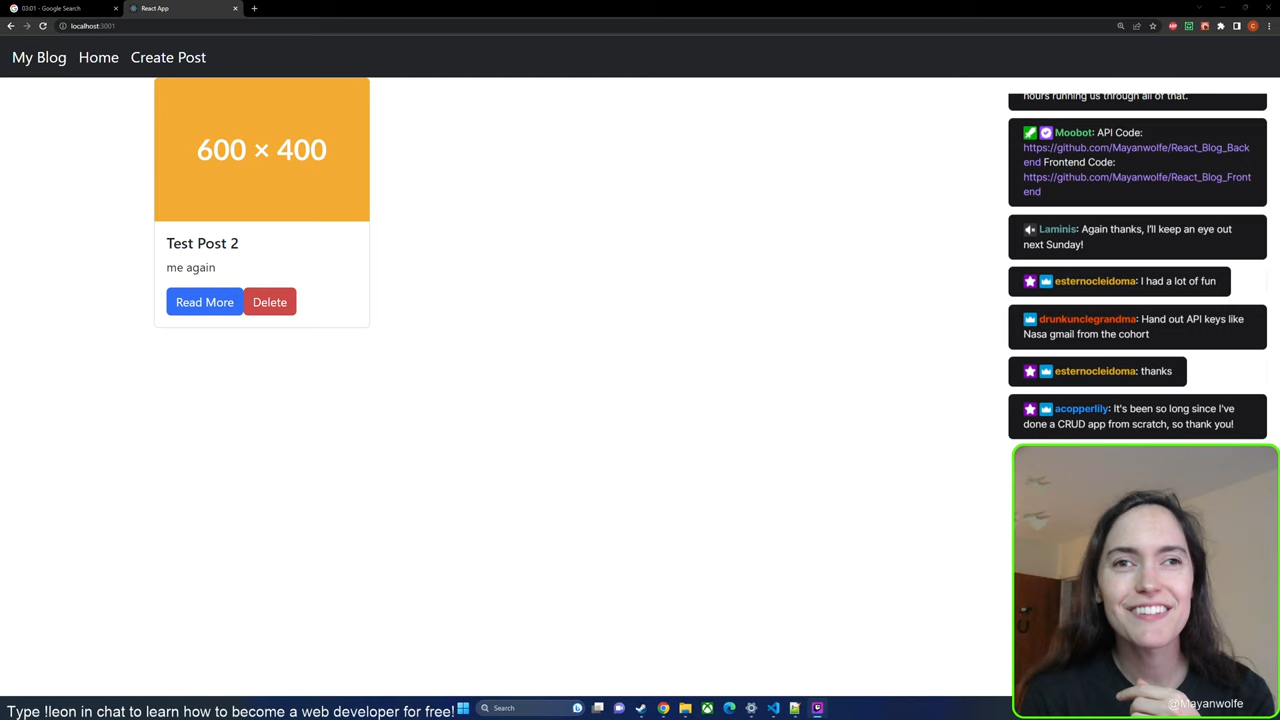 03:01 - Google Search
React App
localhost:3001
My Blog
Home
Create Post
600 × 400
Test Post 2
me again
Read More
Delete
hours running us through all of that.
Moobot: API Code:
https://github.com/Mayanwolfe/React_Blog_Back
end Frontend Code:
https://github.com/Mayanwolfe/React_Blog_Front
end
Laminis: Again thanks, I'll keep an eye out
next Sunday!
esternocleidoma: I had a lot of fun
drunkunclegrandma: Hand out API keys like
Nasa gmail from the cohort
esternocleidoma: thanks
acopperlily: It's been so long since I've
done a CRUD app from scratch, so thank you!
@Mayanwolfe
Type !leon in chat to learn how to become a web developer for free!
Search